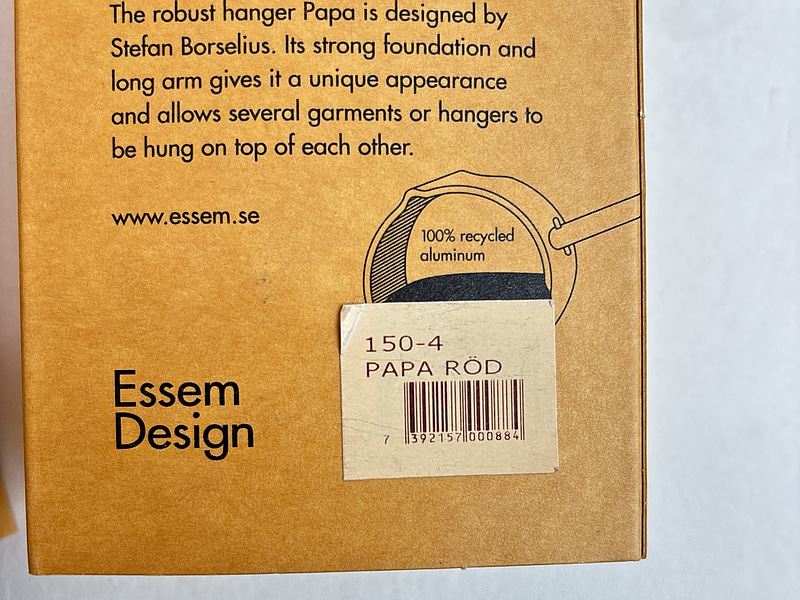 The robust hanger Papa is designed by
Stefan Borselius. Its strong foundation and
long arm gives it a unique appearance
and allows several garments or hangers to
be hung on top of each other.
www.essem.se
100% recycled
aluminum
150-4
PAPA RÖD
7 392157 000884
Essem
Design